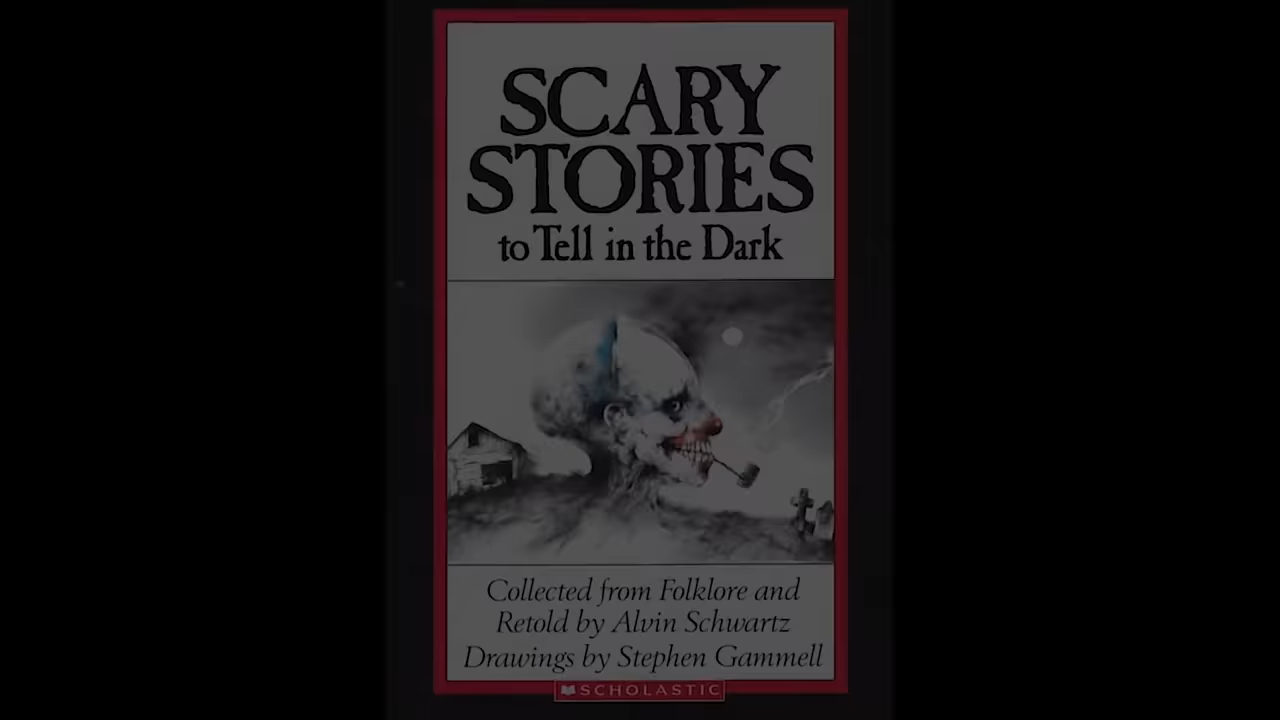 SCARY
STORIES
to Tell in the Dark
Collected from Folklore and
Retold by Alvin Schwartz
Drawings by Stephen Gammell
SCHOLASTIC